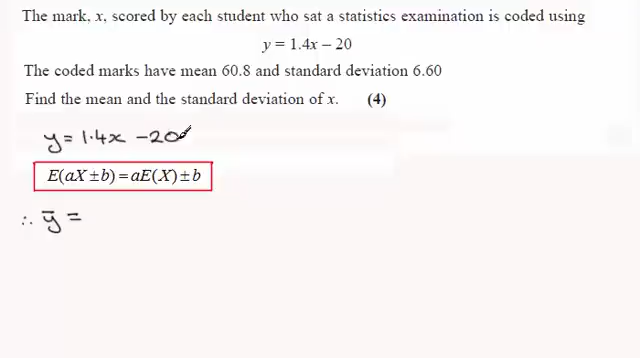 The mark, x, scored by each student who sat a statistics examination is coded using
y = 1.4x – 20
The coded marks have mean 60.8 and standard deviation 6.60
Find the mean and the standard deviation of x. (4)
y = 1.4x – 20
E(aX ± b) = aE(X) ± b
∴ ȳ =